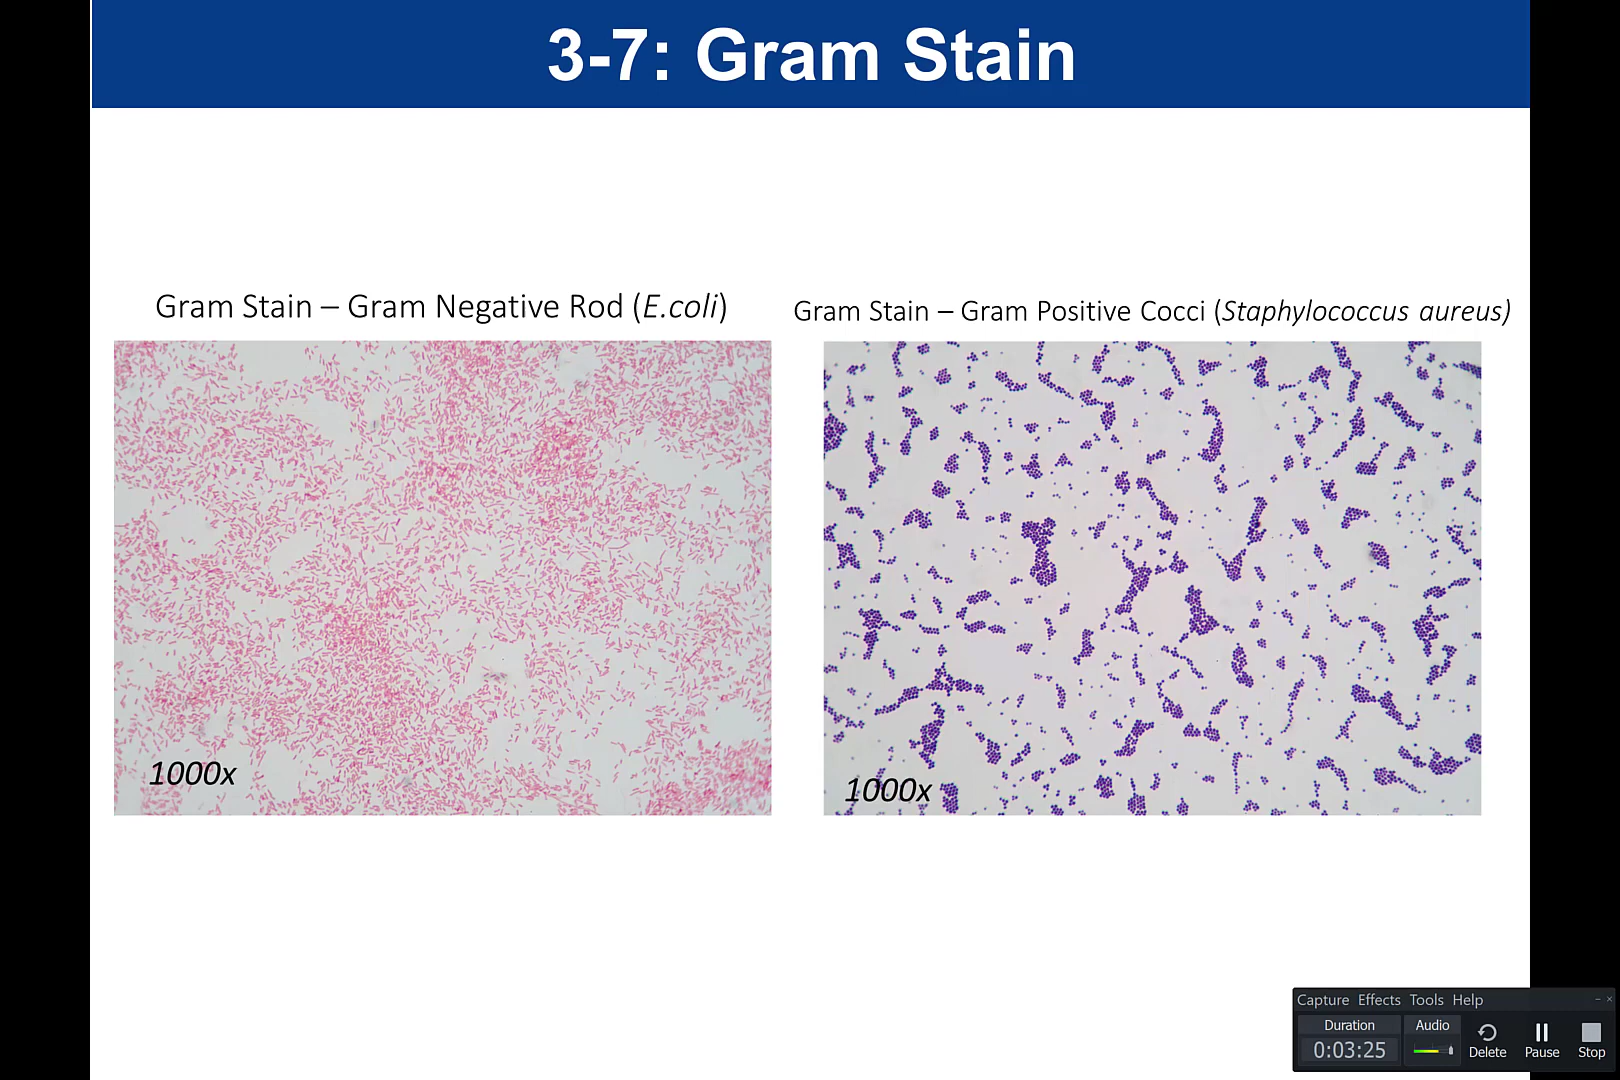 3-7: Gram Stain
Gram Stain – Gram Negative Rod (E.coli)
Gram Stain – Gram Positive Cocci (Staphylococcus aureus)
1000x
1000x
Capture Effects Tools Help
Duration
Audio
0:03:25
Delete
Pause
Stop